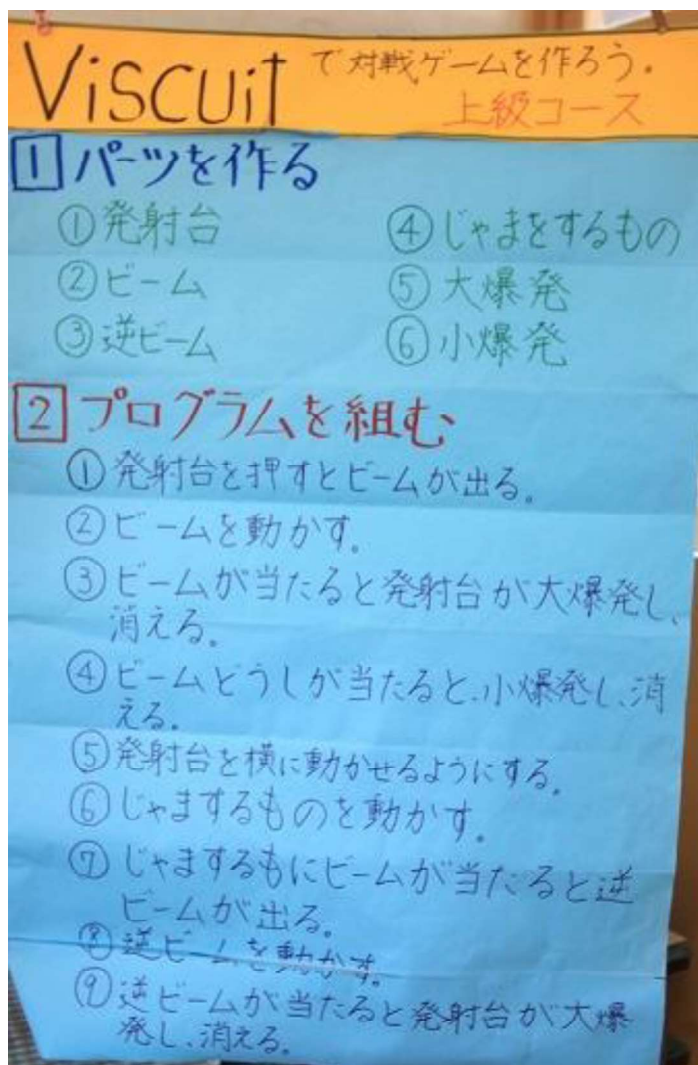 Viscuit で対戦ゲームを作ろう.
上級コース
1 パーツを作る
①発射台
②ビーム
③逆ビーム
④じゃまをするもの
⑤大爆発
⑥小爆発
2 プログラムを組む
①発射台を押すとビームが出る。
②ビームを動かす。
③ビームが当たると発射台が大爆発し、
消える。
④ビームどうしが当たると、小爆発し、消
える。
⑤発射台を横に動かせるようにする。
⑥じゃまするものを動かす。
⑦じゃまするもにビームが当たると逆
ビームが出る。
⑧逆ビームを動かす。
⑨逆ビームが当たると発射台が大爆
発し、消える。